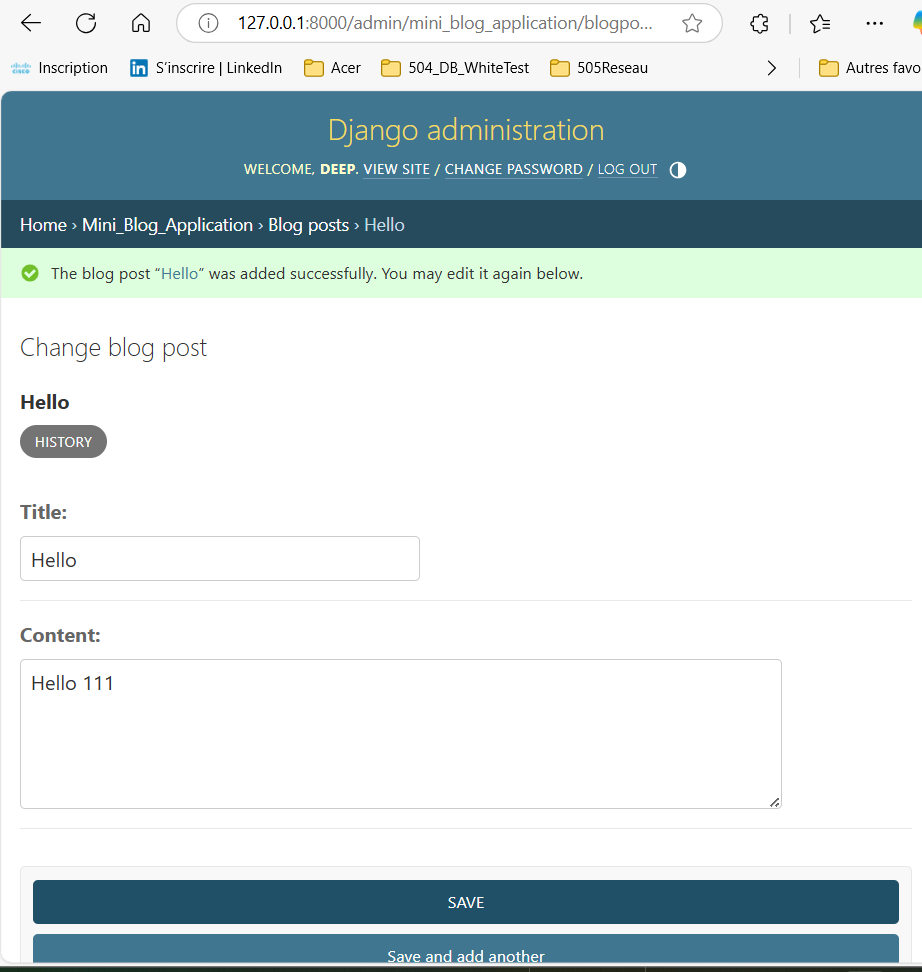 127.0.0.1:8000/admin/mini_blog_application/blogpo...
cisco Inscription S'inscrire | LinkedIn Acer 504_DB_WhiteTest 505Reseau Autres favo
Django administration
WELCOME, DEEP. VIEW SITE / CHANGE PASSWORD / LOG OUT
Home › Mini_Blog_Application › Blog posts › Hello
The blog post “Hello” was added successfully. You may edit it again below.
Change blog post
Hello
HISTORY
Title:
Hello
Content:
Hello 111
SAVE
Save and add another